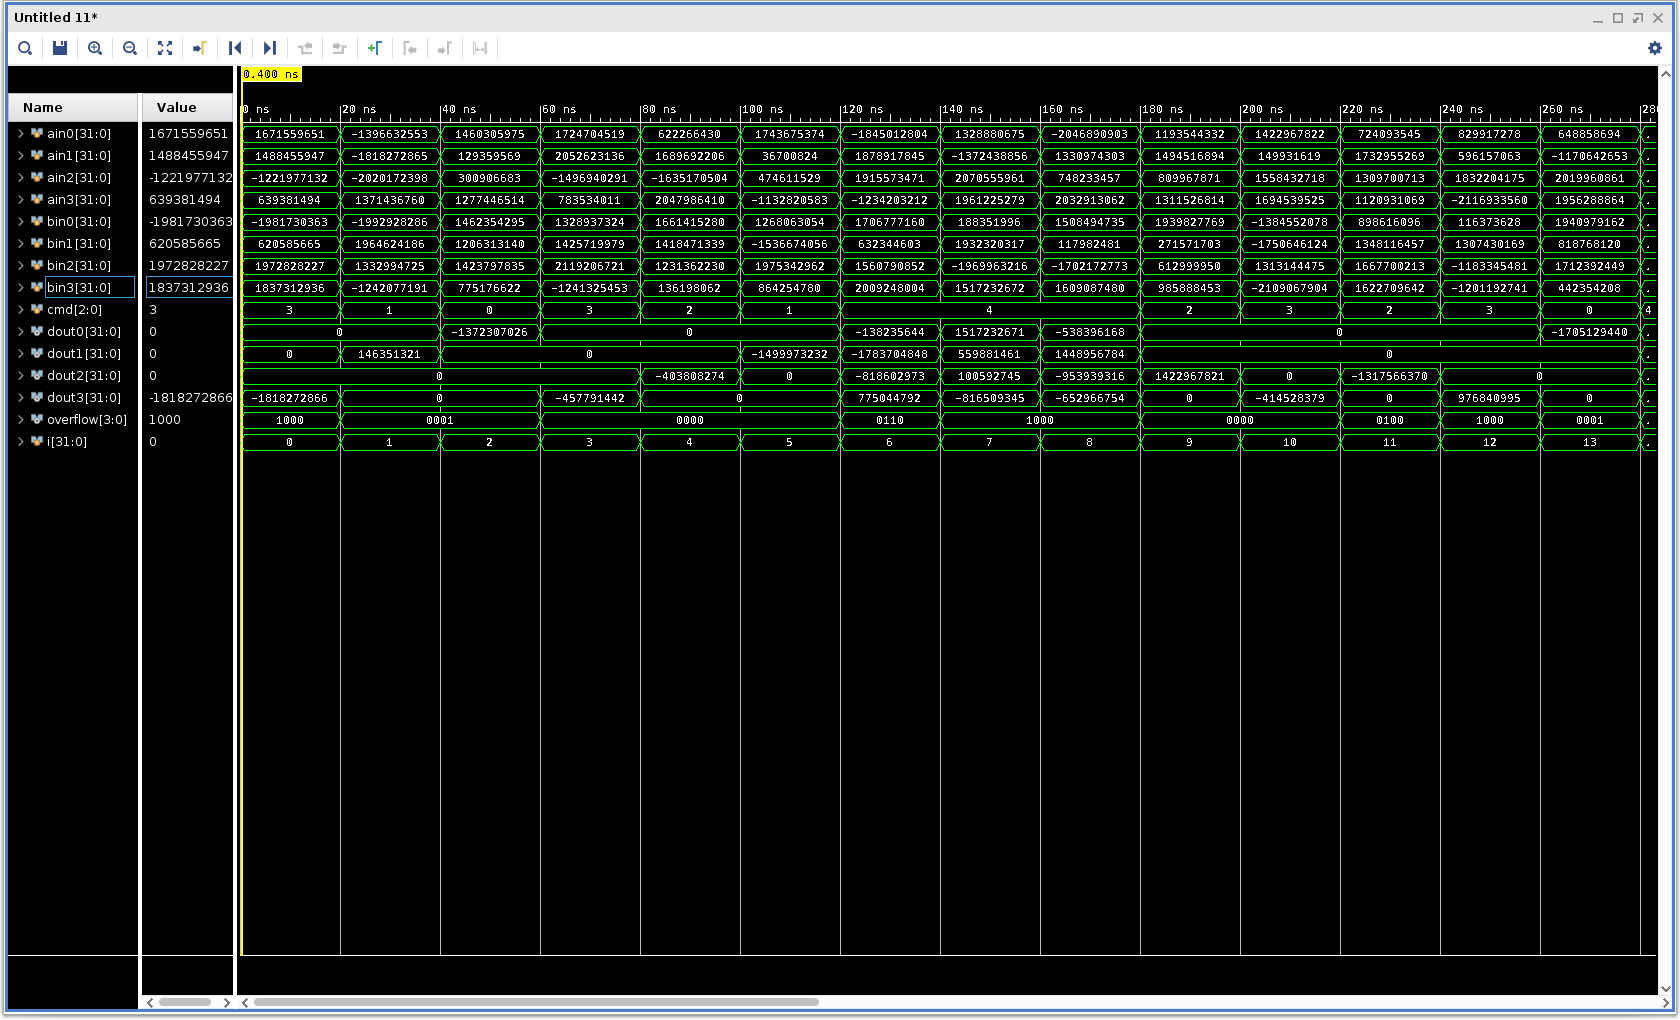 Untitled 11*
0.400 ns
Name Value
0 ns 20 ns 40 ns 60 ns 80 ns 100 ns 120 ns 140 ns 160 ns 180 ns 200 ns 220 ns 240 ns 260 ns 280
ain0[31:0] 1671559651 1671559651 -1396632553 1460305975 1724704519 622266430 1743675374 -1845012804 1328880675 -2046890903 1193544332 1422967822 724093545 829917278 648858694
ain1[31:0] 1488455947 1488455947 -1818272865 129359569 2052623136 1689692206 36700824 1878917845 -1372438856 1330974303 1494516894 149931619 1732955269 596157063 -1170642653
ain2[31:0] -1221977132 -1221977132 -2020172398 300906683 -1496940291 -1635170504 474611529 1915573471 2070555961 748233457 809967871 1558432718 1309700713 1832204175 2019960861
ain3[31:0] 639381494 639381494 1371436760 1277446514 783534011 2047986410 -1132820583 -1234203212 1961225279 2032913062 1311526814 1694539525 1120931069 -2116933560 1956288864
bin0[31:0] -1981730363 -1981730363 -1992928286 1462354295 1328937324 1661415280 1268063054 1706777160 188351996 1508494735 1939827769 -1384552078 898616096 116373628 1940979162
bin1[31:0] 620585665 620585665 1964624186 1206313140 1425719979 1418471339 -1536674056 632344603 1932320317 117982481 271571703 -1750646124 1348116457 1307430169 818768120
bin2[31:0] 1972828227 1972828227 1332994725 1423797835 2119206721 1231362230 1975342962 1560790852 -1969963216 -1702172773 612999950 1313144475 1667700213 -1183345481 1712392449
bin3[31:0] 1837312936 1837312936 -1242077191 775176622 -1241325453 136198062 864254780 2009248004 1517232672 1609087480 985888453 -2109067904 1622709642 -1201192741 442354208
cmd[2:0] 3 3 1 0 3 2 1 4 2 3 2 3 0 4
dout0[31:0] 0 0 -1372307026 0 -138235644 1517232671 -538396168 0 -1705129440
dout1[31:0] 0 0 146351321 0 -1499973232 -1783704848 559881461 1448956784 0
dout2[31:0] 0 0 -403808274 0 -818602973 100592745 -953939316 1422967821 0 -1317566370 0
dout3[31:0] -1818272866 -1818272866 0 -457791442 0 775044792 -816509345 -652966754 0 -414528379 0 976840995 0
overflow[3:0] 1000 1000 0001 0000 0110 1000 0000 0100 1000 0001
i[31:0] 0 0 1 2 3 4 5 6 7 8 9 10 11 12 13